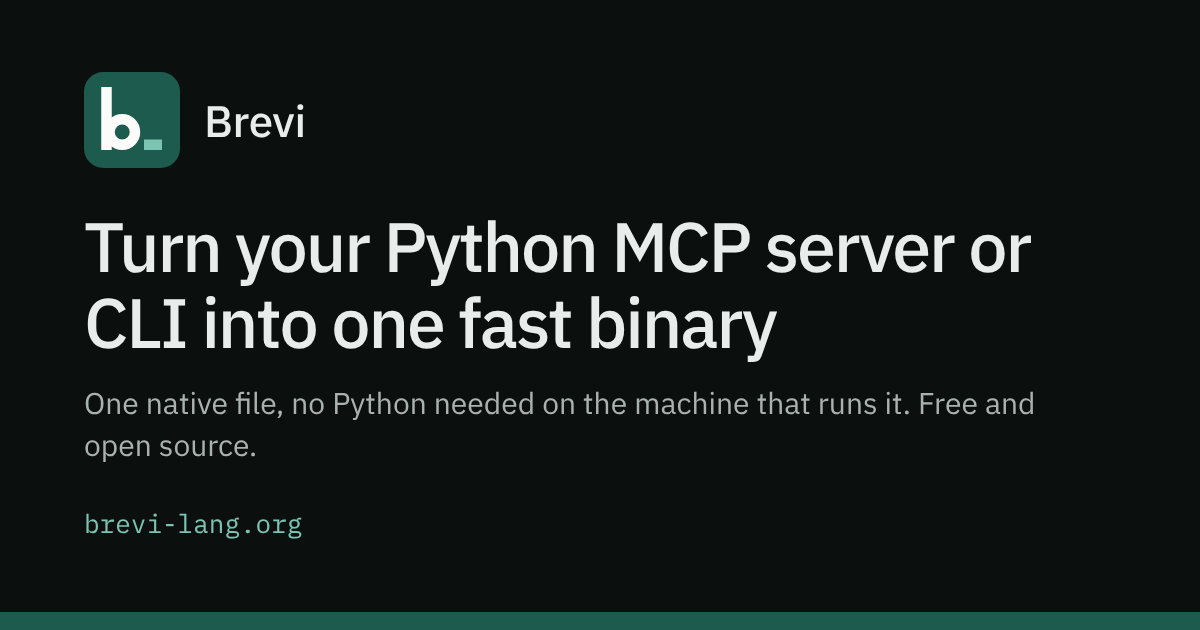 b_
Brevi
Turn your Python MCP server or
CLI into one fast binary
One native file, no Python needed on the machine that runs it. Free and
open source.
brevi-lang.org